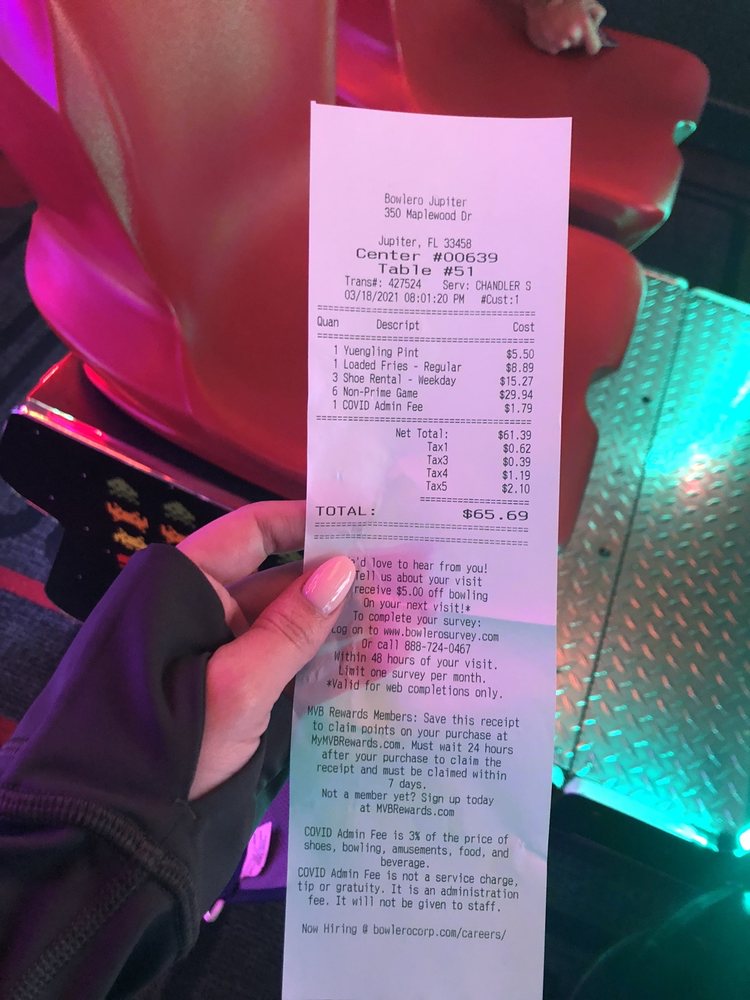 Bowlero Jupiter
350 Maplewood Dr
Jupiter, FL 33458
Center #00639
Table #51
Trans#: 427524 Serv: CHANDLER S
03/18/2021 08:01:20 PM #Cust:1
Quan Descript Cost
1 Yuengling Pint $5.50
1 Loaded Fries - Regular $8.89
3 Shoe Rental - Weekday $15.27
6 Non-Prime Game $29.94
1 COVID Admin Fee $1.79
Net Total: $61.39
Tax1 $0.62
Tax3 $0.39
Tax4 $1.19
Tax5 $2.10
TOTAL: $65.69
'd love to hear from you!
Tell us about your visit
receive $5.00 off bowling
On your next visit!*
To complete your survey:
Log on to www.bowlerosurvey.com
Or call 888-724-0467
Within 48 hours of your visit.
Limit one survey per month.
*Valid for web completions only.
MVB Rewards Members: Save this receipt
to claim points on your purchase at
MyMVBRewards.com. Must wait 24 hours
after your purchase to claim the
receipt and must be claimed within
7 days.
Not a member yet? Sign up today
at MVBRewards.com
COVID Admin Fee is 3% of the price of
shoes, bowling, amusements, food, and
beverage.
COVID Admin Fee is not a service charge,
tip or gratuity. It is an administration
fee. It will not be given to staff.
Now Hiring @ bowlerocorp.com/careers/